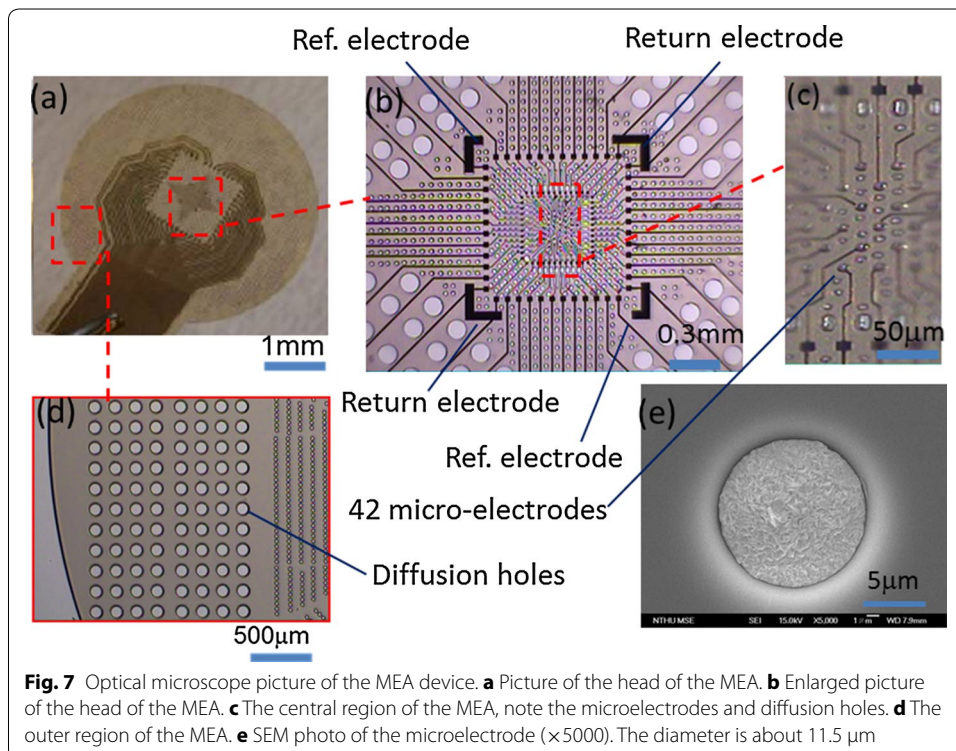 Ref. electrode
Return electrode
(a)
(b)
(c)
1mm
0.3mm
50μm
Return electrode
Ref. electrode
(d)
(e)
42 micro-electrodes
Diffusion holes
500μm
5μm
NTHU MSE SEI 15.0kV X5,000 1μm WD 7.9mm
Fig. 7 Optical microscope picture of the MEA device. a Picture of the head of the MEA. b Enlarged picture
of the head of the MEA. c The central region of the MEA, note the microelectrodes and diffusion holes. d The
outer region of the MEA. e SEM photo of the microelectrode (×5000). The diameter is about 11.5 μm